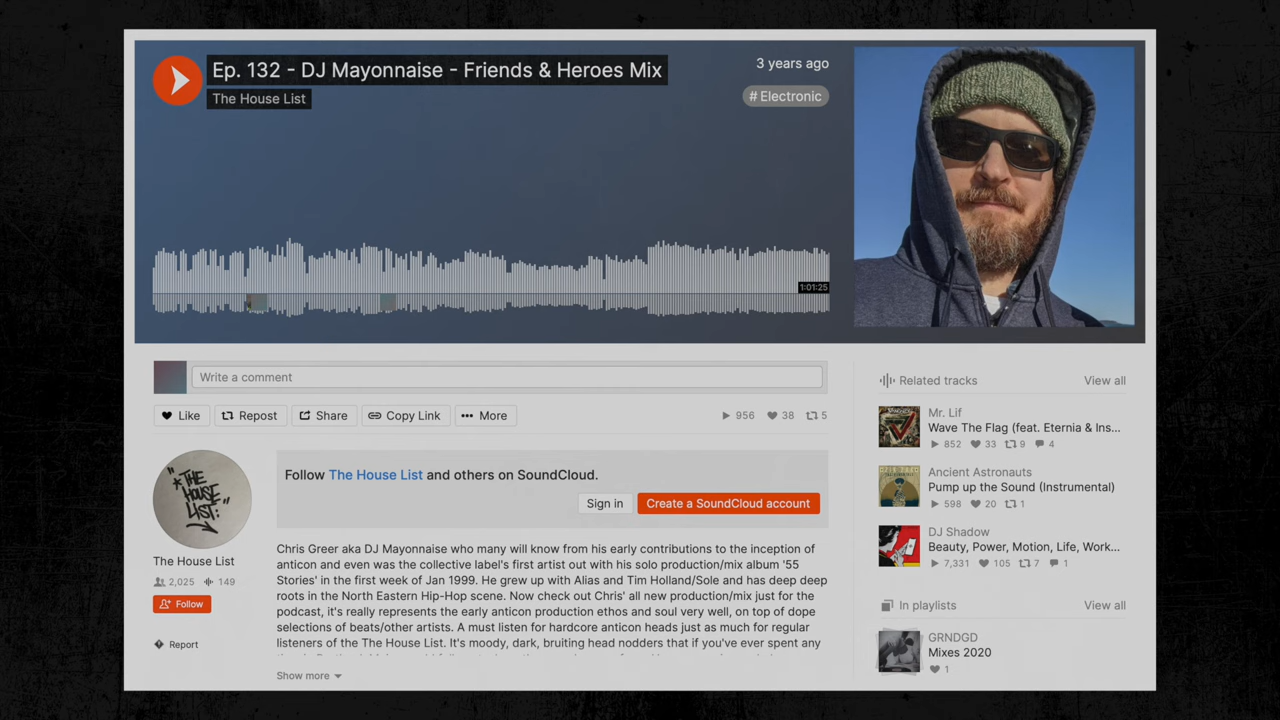 Ep. 132 - DJ Mayonnaise - Friends & Heroes Mix
The House List
3 years ago
# Electronic
1:01:25
Write a comment
Like
Repost
Share
Copy Link
More
956
38
5
THE HOUSE LIST
The House List
2,025
149
Follow
Report
Follow The House List and others on SoundCloud.
Sign in
Create a SoundCloud account
Chris Greer aka DJ Mayonnaise who many will know from his early contributions to the inception of
anticon and even was the collective label's first artist out with his solo production/mix album '55
Stories' in the first week of Jan 1999. He grew up with Alias and Tim Holland/Sole and has deep deep
roots in the North Eastern Hip-Hop scene. Now check out Chris' all new production/mix just for the
podcast, it's really represents the early anticon production ethos and soul very well, on top of dope
selections of beats/other artists. A must listen for hardcore anticon heads just as much for regular
listeners of the The House List. It's moody, dark, bruiting head nodders that if you've ever spent any
Show more
Related tracks
View all
Mr. Lif
Wave The Flag (feat. Eternia & Ins...
852
33
9
4
Ancient Astronauts
Pump up the Sound (Instrumental)
598
20
1
DJ Shadow
Beauty, Power, Motion, Life, Work...
7,331
105
7
1
In playlists
View all
GRNDGD
Mixes 2020
1